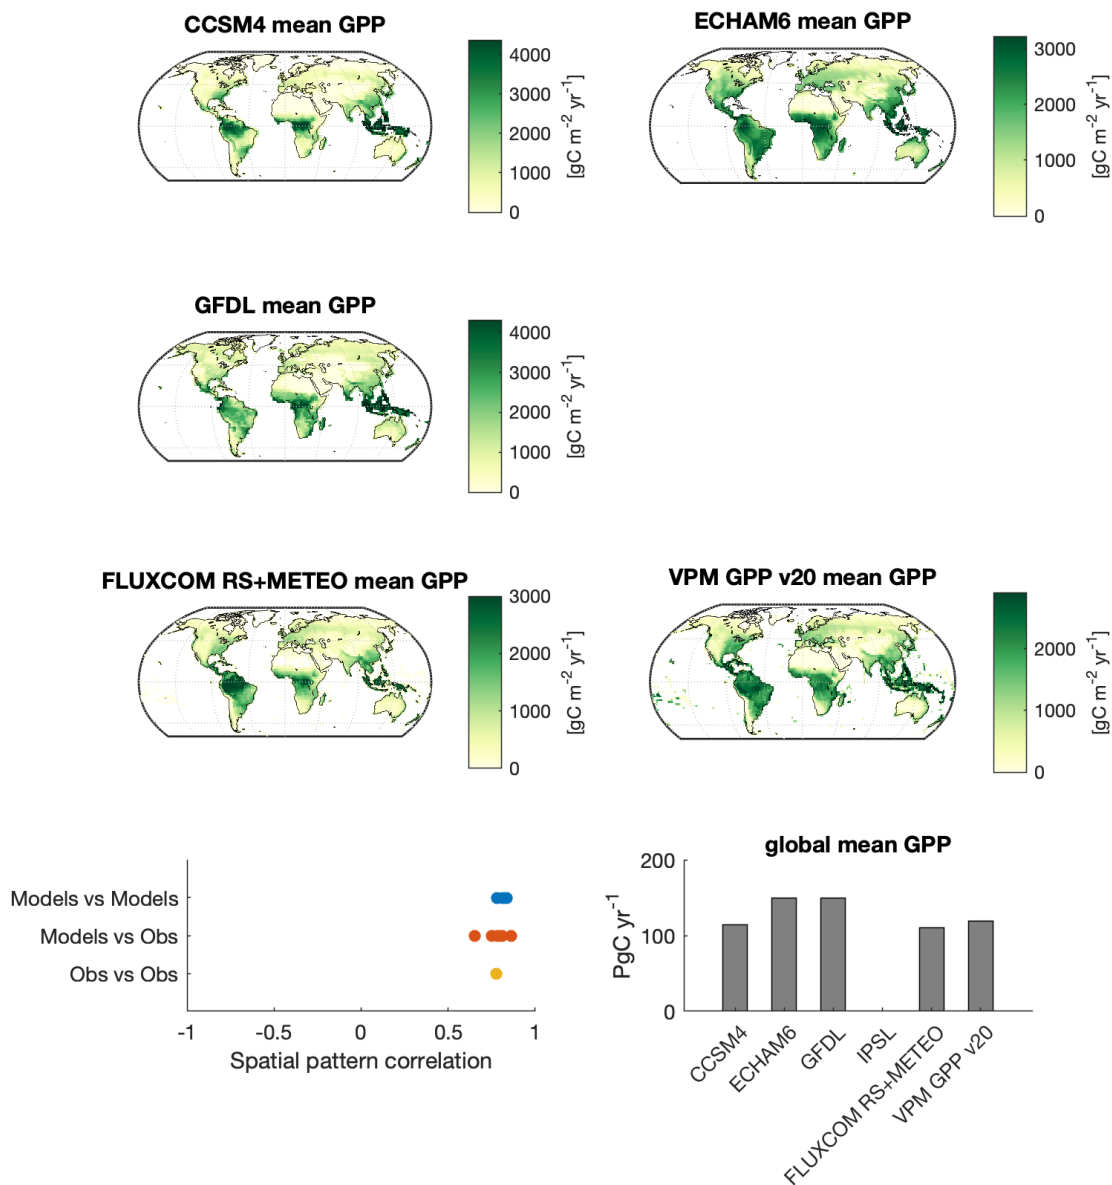 CCSM4 mean GPP
4000
3000
2000
1000
0
[gC m⁻² yr⁻¹]
ECHAM6 mean GPP
3000
2000
1000
0
[gC m⁻² yr⁻¹]
GFDL mean GPP
4000
3000
2000
1000
0
[gC m⁻² yr⁻¹]
FLUXCOM RS+METEO mean GPP
3000
2000
1000
0
[gC m⁻² yr⁻¹]
VPM GPP v20 mean GPP
2000
1000
0
[gC m⁻² yr⁻¹]
Models vs Models
Models vs Obs
Obs vs Obs
-1 -0.5 0 0.5 1
Spatial pattern correlation
global mean GPP
200
100
0
PgC yr⁻¹
CCSM4
ECHAM6
GFDL
IPSL
FLUXCOM RS+METEO
VPM GPP v20